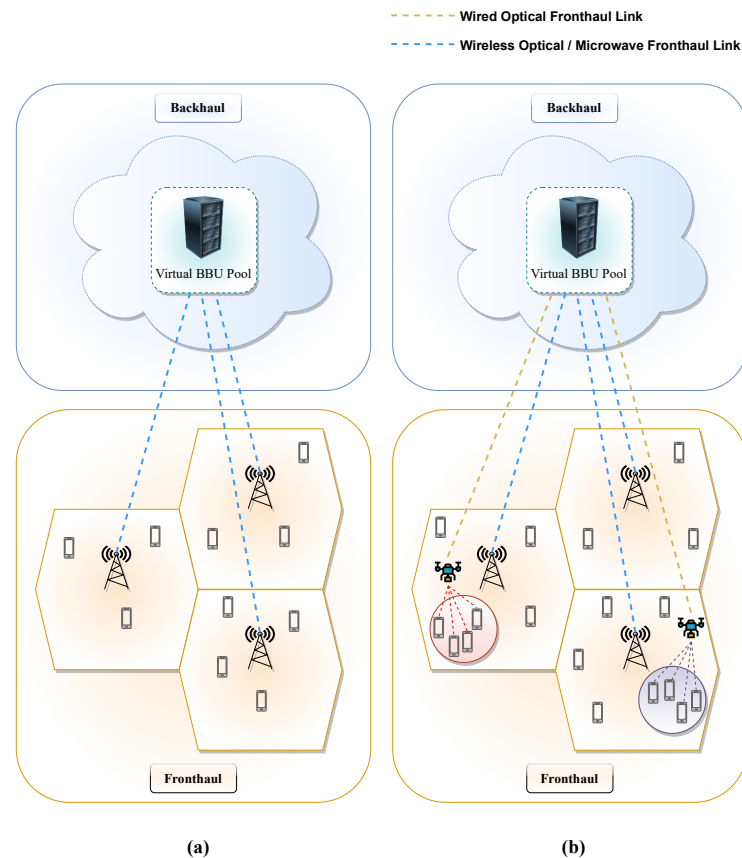 Wired Optical Fronthaul Link
Wireless Optical / Microwave Fronthaul Link
Backhaul
Virtual BBU Pool
Fronthaul
(a)
Backhaul
Virtual BBU Pool
Fronthaul
(b)